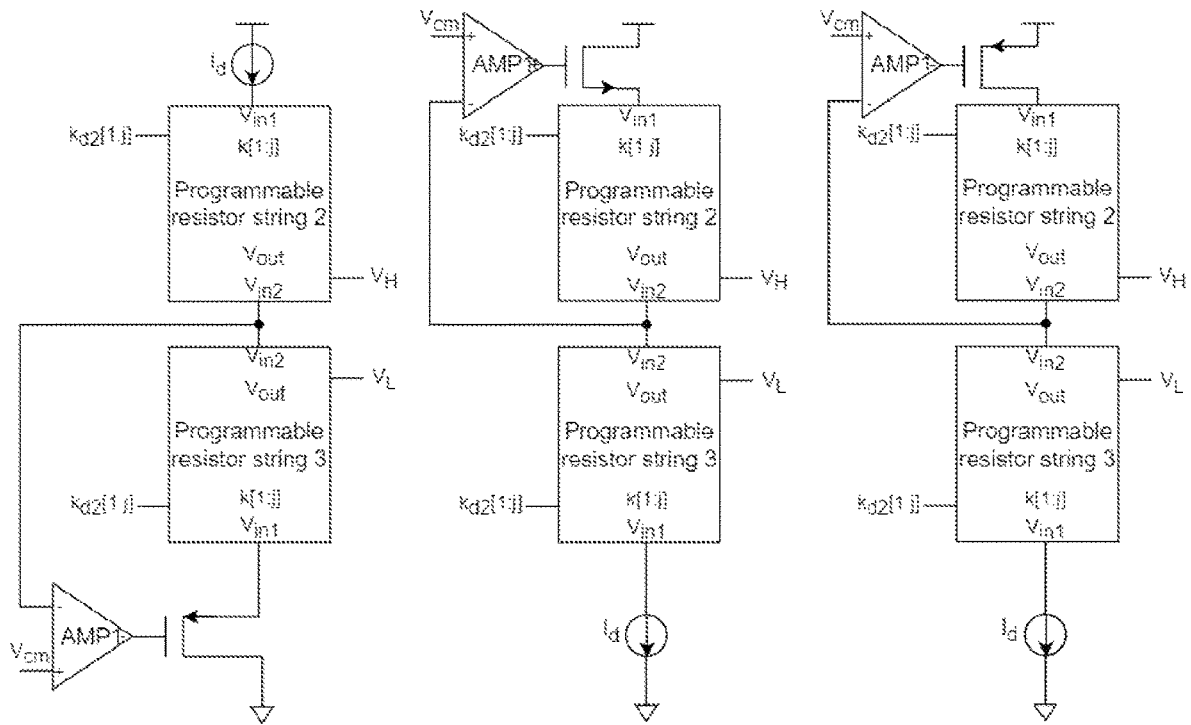 I_d
V_in1
k_d2[1:j]
k[1:j]
Programmable
resistor string 2
V_out
V_H
V_in2
V_in2
V_L
V_out
Programmable
resistor string 3
k_d2[1:j]
k[1:j]
V_in1
-
AMP1
V_cm
+
V_cm
+
AMP1
-
V_in1
k_d2[1:j]
k[1:j]
Programmable
resistor string 2
V_out
V_H
V_in2
V_in2
V_L
V_out
Programmable
resistor string 3
k_d2[1:j]
k[1:j]
V_in1
I_d
V_cm
+
AMP1
-
V_in1
k_d2[1:j]
k[1:j]
Programmable
resistor string 2
V_out
V_H
V_in2
V_in2
V_L
V_out
Programmable
resistor string 3
k_d2[1:j]
k[1:j]
V_in1
I_d